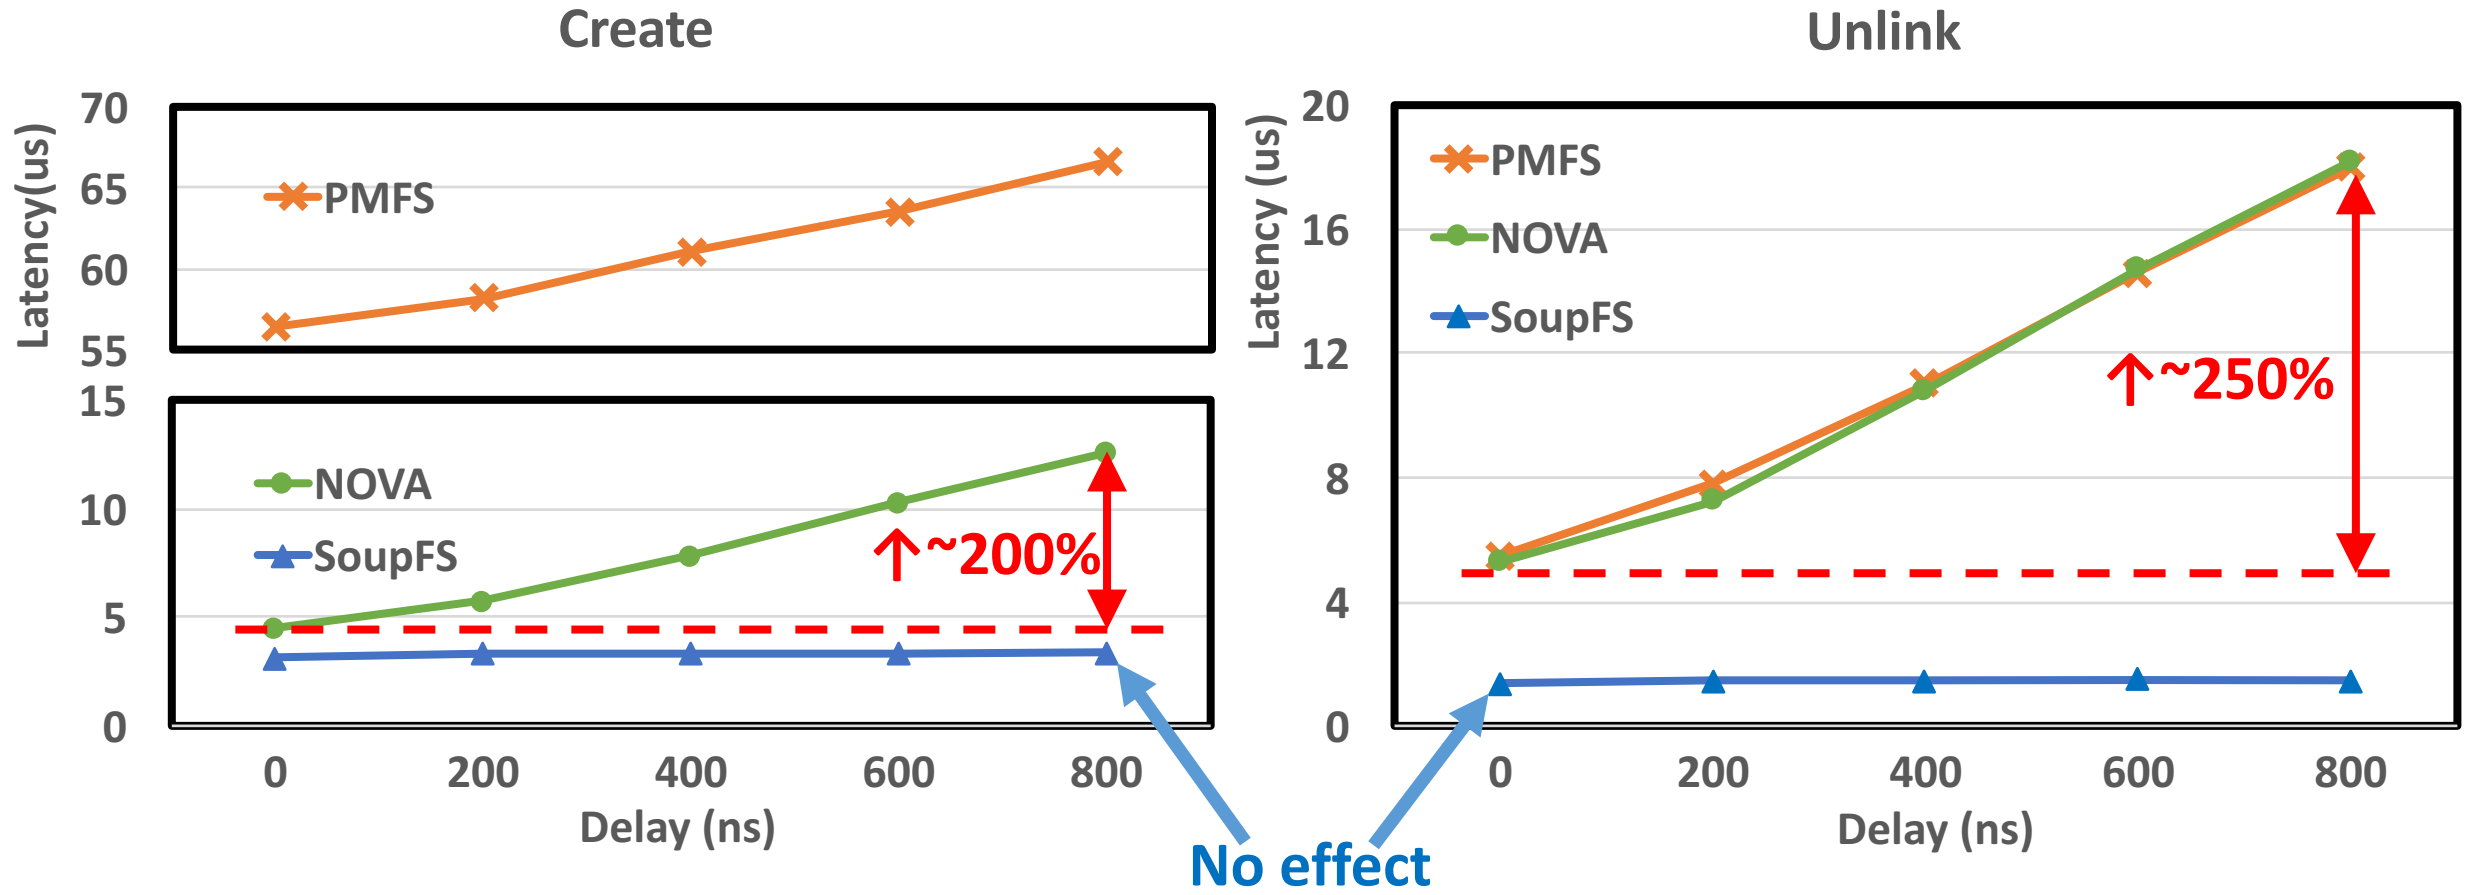 Create
Latency(us)
70
65
60
55
PMFS
15
10
5
0
NOVA
SoupFS
↑~200%
0 200 400 600 800
Delay (ns)
Unlink
Latency (us)
20
16
12
8
4
0
PMFS
NOVA
SoupFS
↑~250%
0 200 400 600 800
Delay (ns)
No effect